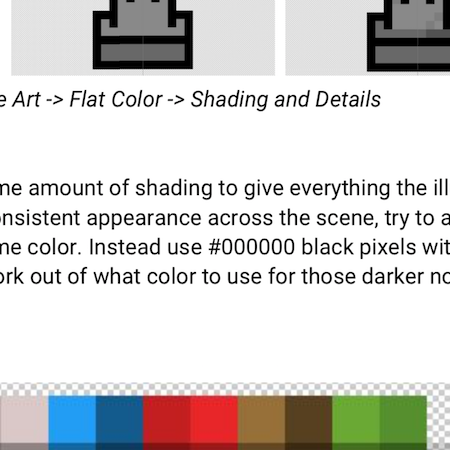 e Art -> Flat Color -> Shading and Details
me amount of shading to give everything the ill
onsistent appearance across the scene, try to a
me color. Instead use #000000 black pixels wit
ork out of what color to use for those darker no